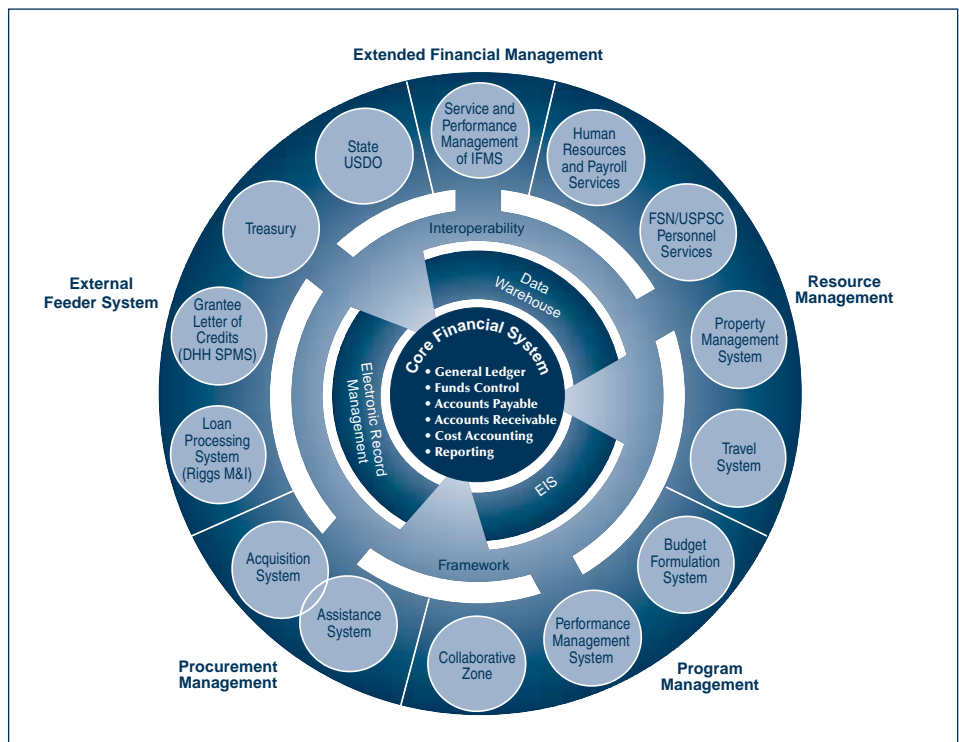 Extended Financial Management
Service and
Performance
Management
of IFMS
Human
Resources
and Payroll
Services
FSN/USPSC
Personnel
Services
Resource
Management
Property
Management
System
Travel
System
Budget
Formulation
System
Performance
Management
System
Program
Management
Collaborative
Zone
Assistance
System
Acquisition
System
Procurement
Management
Loan
Processing
System
(Riggs M&I)
Grantee
Letter of
Credits
(DHH SPMS)
External
Feeder System
Treasury
State
USDO
Interoperability
Data
Warehouse
EIS
Framework
Electronic Record
Management
Core Financial System
• General Ledger
• Funds Control
• Accounts Payable
• Accounts Receivable
• Cost Accounting
• Reporting